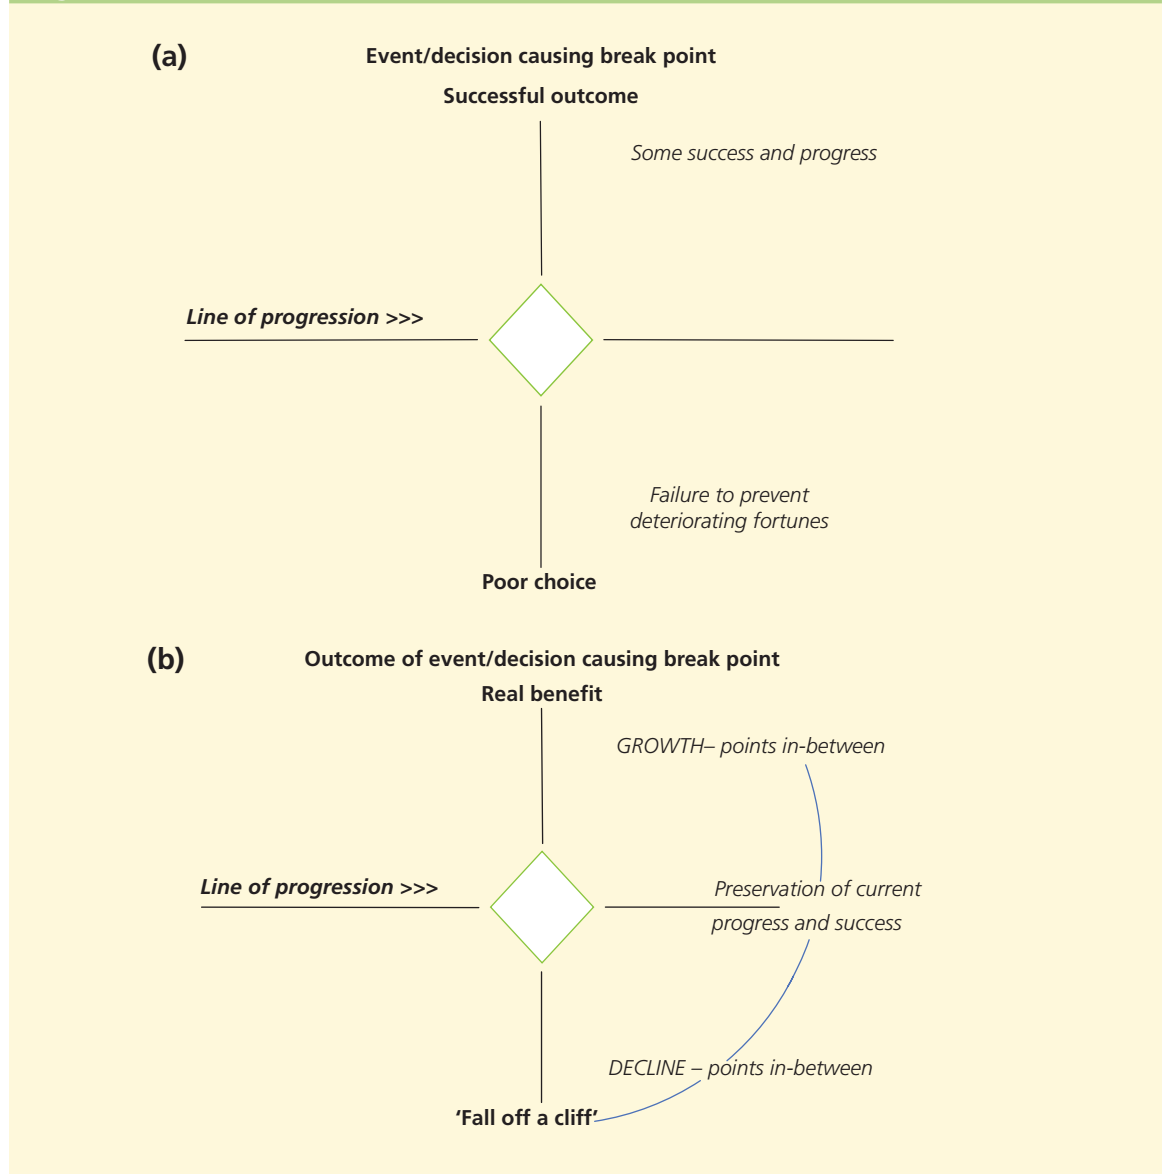 (a)
Event/decision causing break point
Successful outcome
Some success and progress
Line of progression >>>
Failure to prevent
deteriorating fortunes
Poor choice
(b)
Outcome of event/decision causing break point
Real benefit
GROWTH– points in-between
Line of progression >>>
Preservation of current
progress and success
DECLINE – points in-between
‘Fall off a cliff’